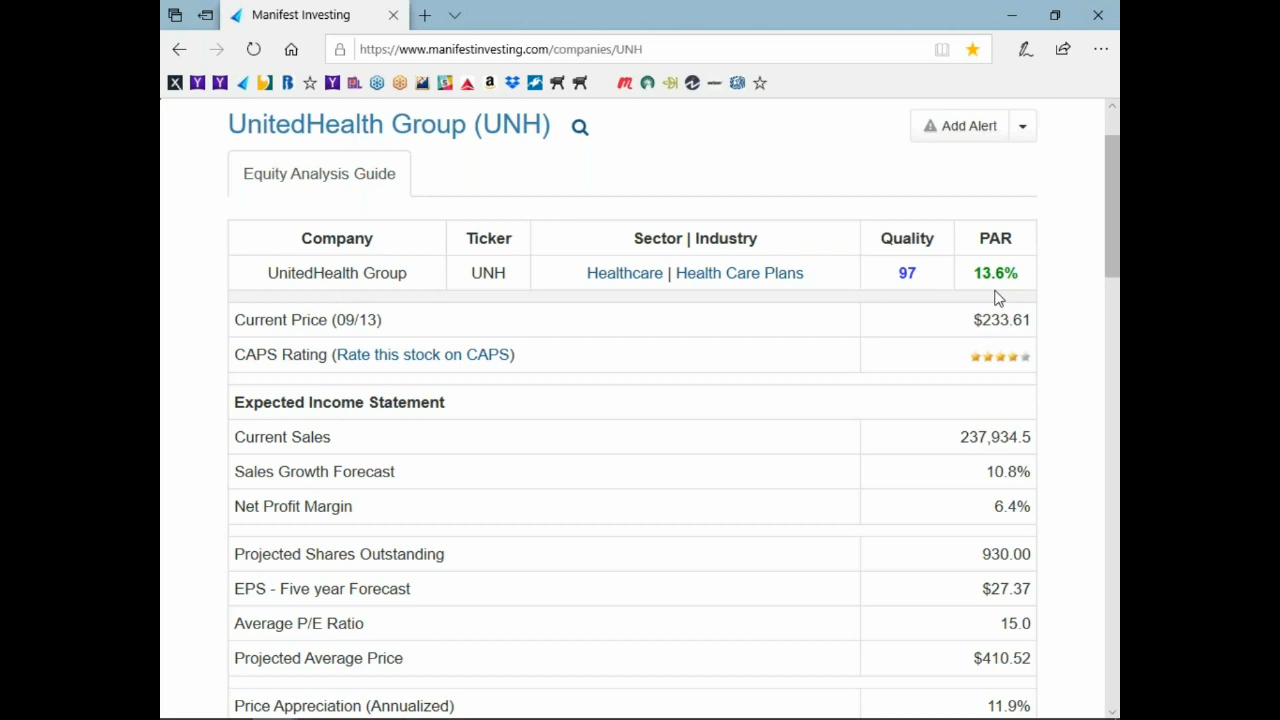 Manifest Investing
https://www.manifestinvesting.com/companies/UNH
UnitedHealth Group (UNH)
Add Alert
Equity Analysis Guide
Company Ticker Sector | Industry Quality PAR
UnitedHealth Group UNH Healthcare | Health Care Plans 97 13.6%
Current Price (09/13) $233.61
CAPS Rating (Rate this stock on CAPS)
Expected Income Statement
Current Sales 237,934.5
Sales Growth Forecast 10.8%
Net Profit Margin 6.4%
Projected Shares Outstanding 930.00
EPS - Five year Forecast $27.37
Average P/E Ratio 15.0
Projected Average Price $410.52
Price Appreciation (Annualized) 11.9%